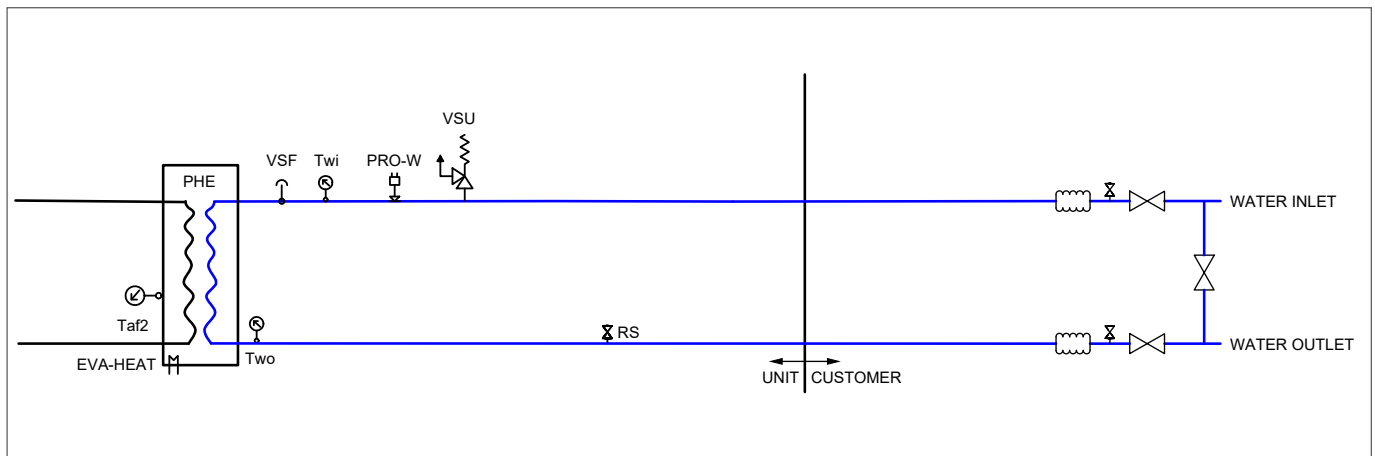 VSU
VSF
Twi
PRO-W
PHE
WATER INLET
Taf2
RS
WATER OUTLET
EVA-HEAT
Two
UNIT
CUSTOMER